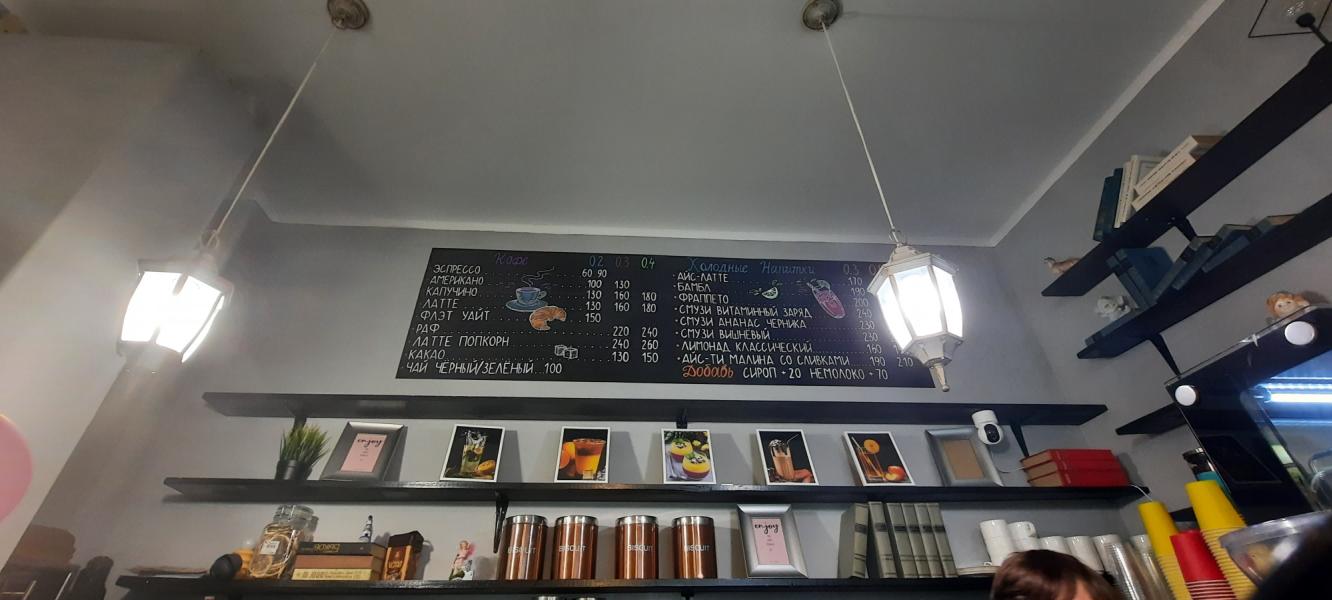 Кофе 0.2 0.3 0.4
ЭСПРЕССО 60 90
АМЕРИКАНО 100 130
КАПУЧИНО 130 160 180
ЛАТТЕ 130 160 180
ФЛЭТ УАЙТ 150
РАФ 220 240
ЛАТТЕ ПОПКОРН 240 260
КАКАО 130 150
ЧАЙ ЧЁРНЫЙ/ЗЕЛЁНЫЙ...100
Холодные Напитки 0.3
·АЙС-ЛАТТЕ 170
·БАМБЛ 190
·ФРАППЕТО 200
·СМУЗИ ВИТАМИННЫЙ ЗАРЯД 240
·СМУЗИ АНАНАС ЧЕРНИКА 230
·СМУЗИ ВИШНЁВЫЙ 230
·ЛИМОНАД КЛАССИЧЕСКИЙ 160
·АЙС-ТИ МАЛИНА СО СЛИВКАМИ 190 210
Добавь СИРОП +20 НЕМОЛОКО +70
enjoy
BISCUIT
BISCUIT
BISCUIT
BISCUIT
enjoy